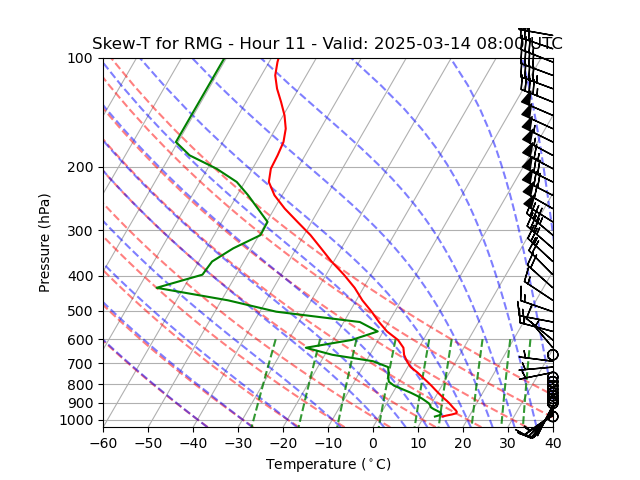 Skew-T for RMG - Hour 11 - Valid: 2025-03-14 08:00 UTC
100
200
300
400
500
600
700
800
900
1000
Pressure (hPa)
−60 −50 −40 −30 −20 −10 0 10 20 30 40
Temperature (°C)